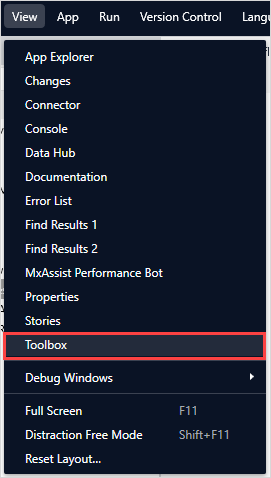 View App Run Version Control
App Explorer
Changes
Connector
Console
Data Hub
Documentation
Error List
Find Results 1
Find Results 2
MxAssist Performance Bot
Properties
Stories
Toolbox
Debug Windows
Full Screen F11
Distraction Free Mode Shift+F11
Reset Layout...